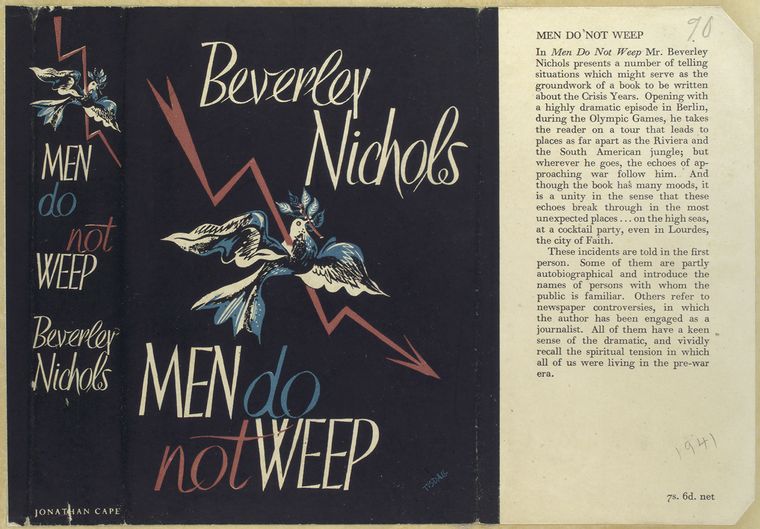 MEN
do
not
WEEP
Beverley
Nichols
JONATHAN CAPE
Beverley
Nichols
MEN do
not WEEP
TISDALL
90
MEN DO NOT WEEP
In Men Do Not Weep Mr. Beverley
Nichols presents a number of telling
situations which might serve as the
groundwork of a book to be written
about the Crisis Years. Opening with
a highly dramatic episode in Berlin,
during the Olympic Games, he takes
the reader on a tour that leads to
places as far apart as the Riviera and
the South American jungle; but
wherever he goes, the echoes of ap-
proaching war follow him. And
though the book has many moods, it
is a unity in the sense that these
echoes break through in the most
unexpected places . . . on the high seas,
at a cocktail party, even in Lourdes,
the city of Faith.
These incidents are told in the first
person. Some of them are partly
autobiographical and introduce the
names of persons with whom the
public is familiar. Others refer to
newspaper controversies, in which
the author has been engaged as a
journalist. All of them have a keen
sense of the dramatic, and vividly
recall the spiritual tension in which
all of us were living in the pre-war
era.
1941
7s. 6d. net